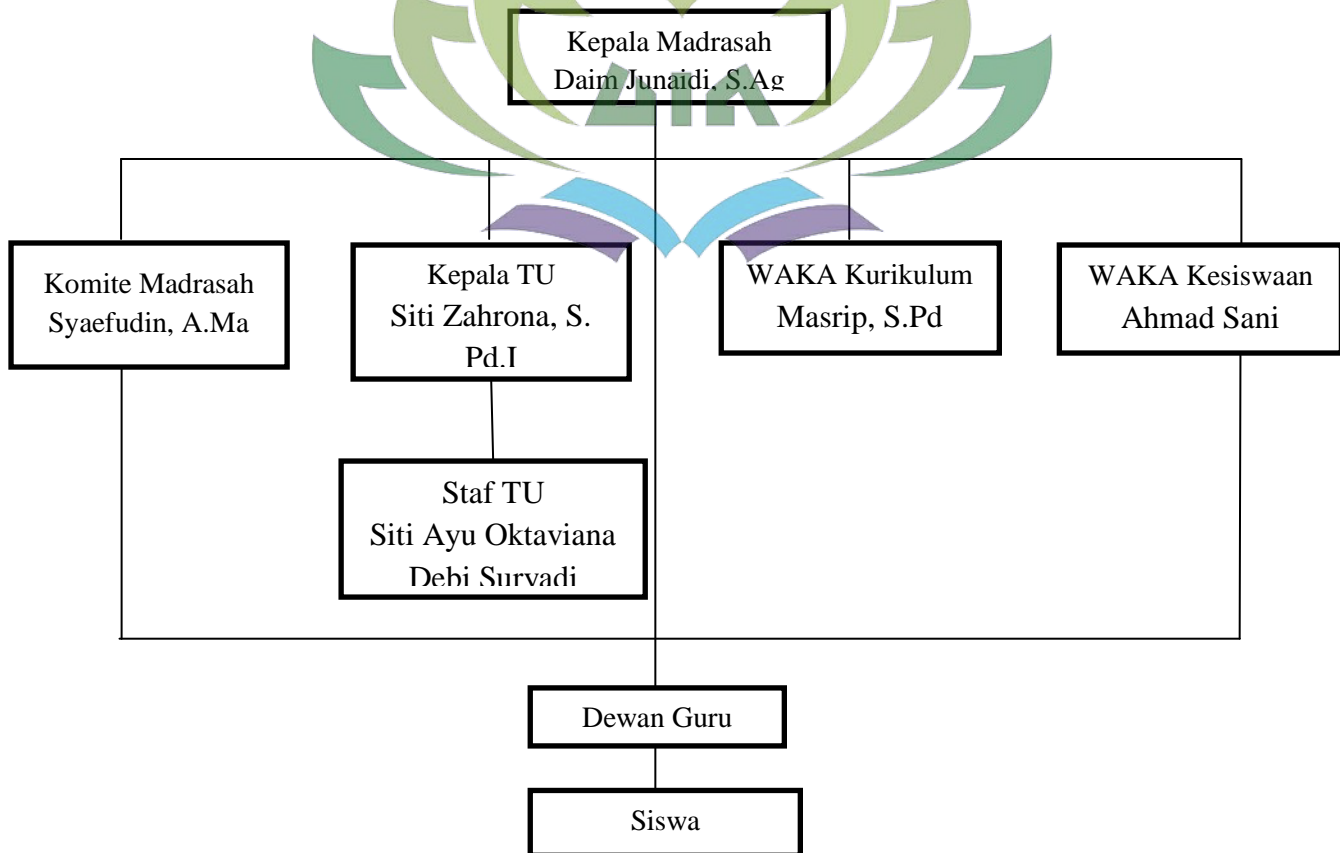 Kepala Madrasah
Daim Junaidi, S.Ag
Komite Madrasah
Syaefudin, A.Ma
Kepala TU
Siti Zahrona, S.
Pd.I
WAKA Kurikulum
Masrip, S.Pd
WAKA Kesiswaan
Ahmad Sani
Staf TU
Siti Ayu Oktaviana
Debi Suryadi
Dewan Guru
Siswa